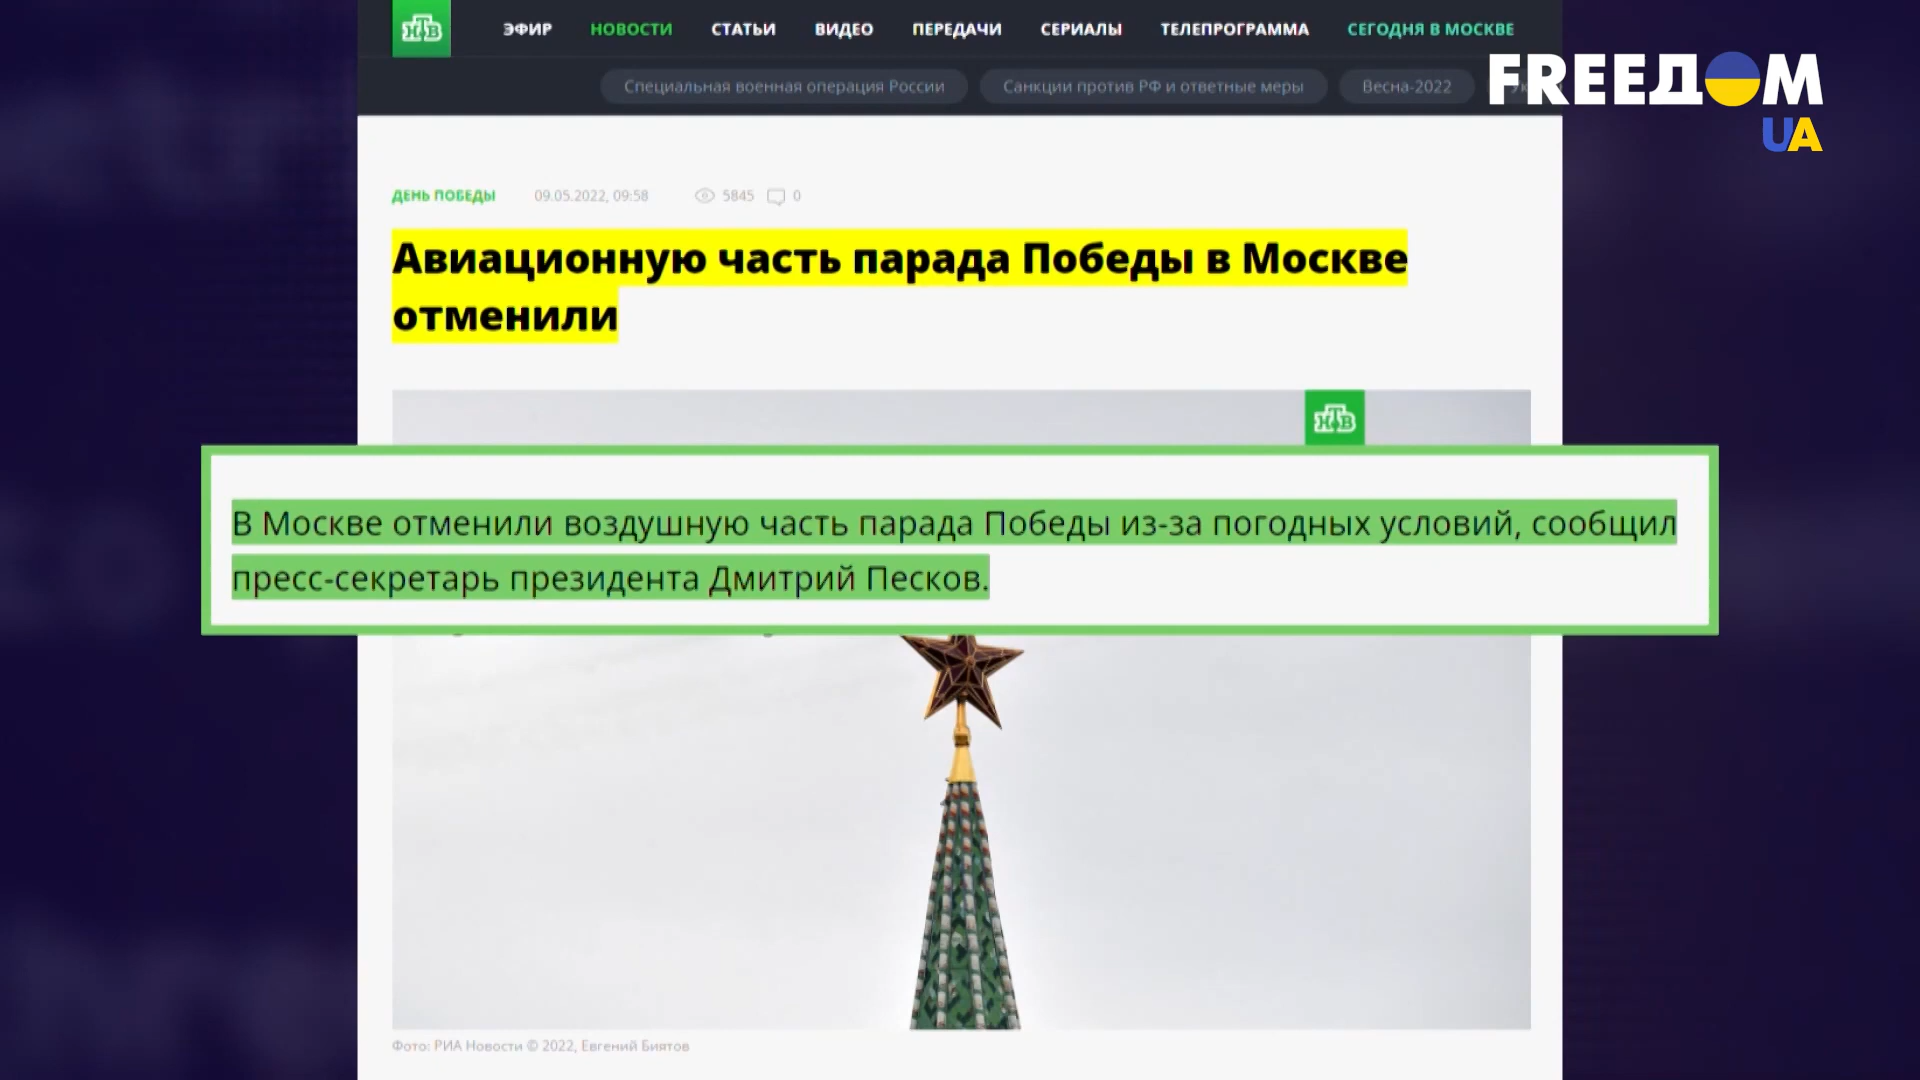 НТВ
ЭФИР НОВОСТИ СТАТЬИ ВИДЕО ПЕРЕДАЧИ СЕРИАЛЫ ТЕЛЕПРОГРАММА СЕГОДНЯ В МОСКВЕ
FREEДOM
UA
Специальная военная операция России Санкции против РФ и ответные меры Весна-2022
ДЕНЬ ПОБЕДЫ 09.05.2022, 09:58 5845 0
Авиационную часть парада Победы в Москве
отменили
НТВ
В Москве отменили воздушную часть парада Победы из-за погодных условий, сообщил
пресс-секретарь президента Дмитрий Песков.
Фото: РИА Новости © 2022, Евгений Биятов